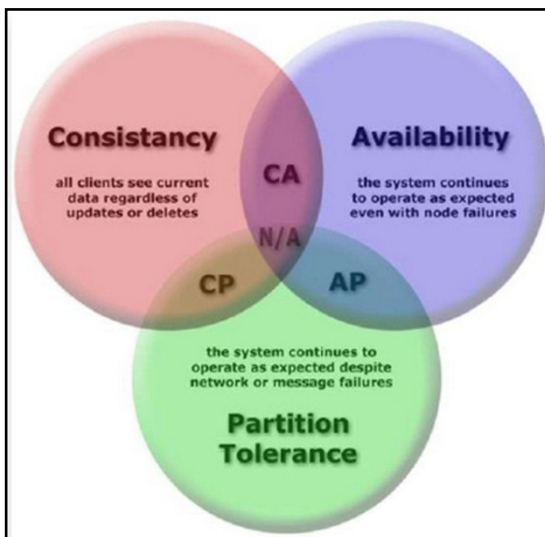 Consistancy
all clients see current
data regardless of
updates or deletes
Availability
the system continues
to operate as expected
even with node failures
CA
N/A
CP
AP
the system continues to
operate as expected despite
network or message failures
Partition
Tolerance